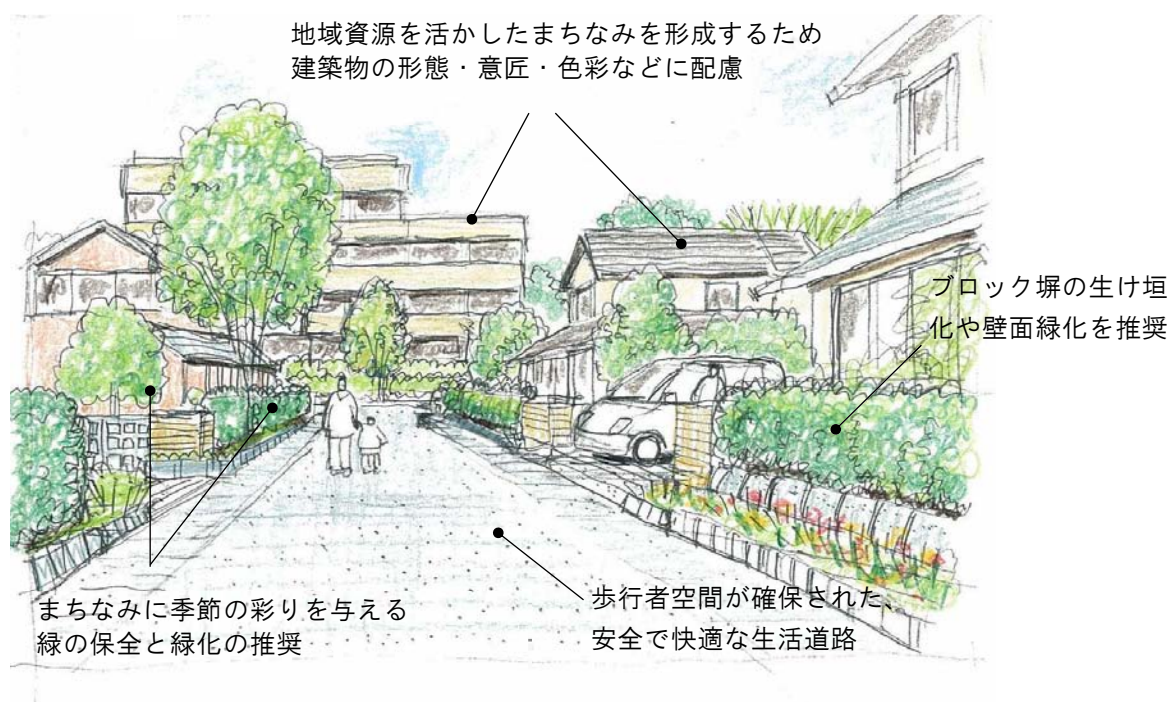 地域資源を活かしたまちなみを形成するため
建築物の形態・意匠・色彩などに配慮
ブロック塀の生け垣
化や壁面緑化を推奨
まちなみに季節の彩りを与える
緑の保全と緑化の推奨
歩行者空間が確保された、
安全で快適な生活道路